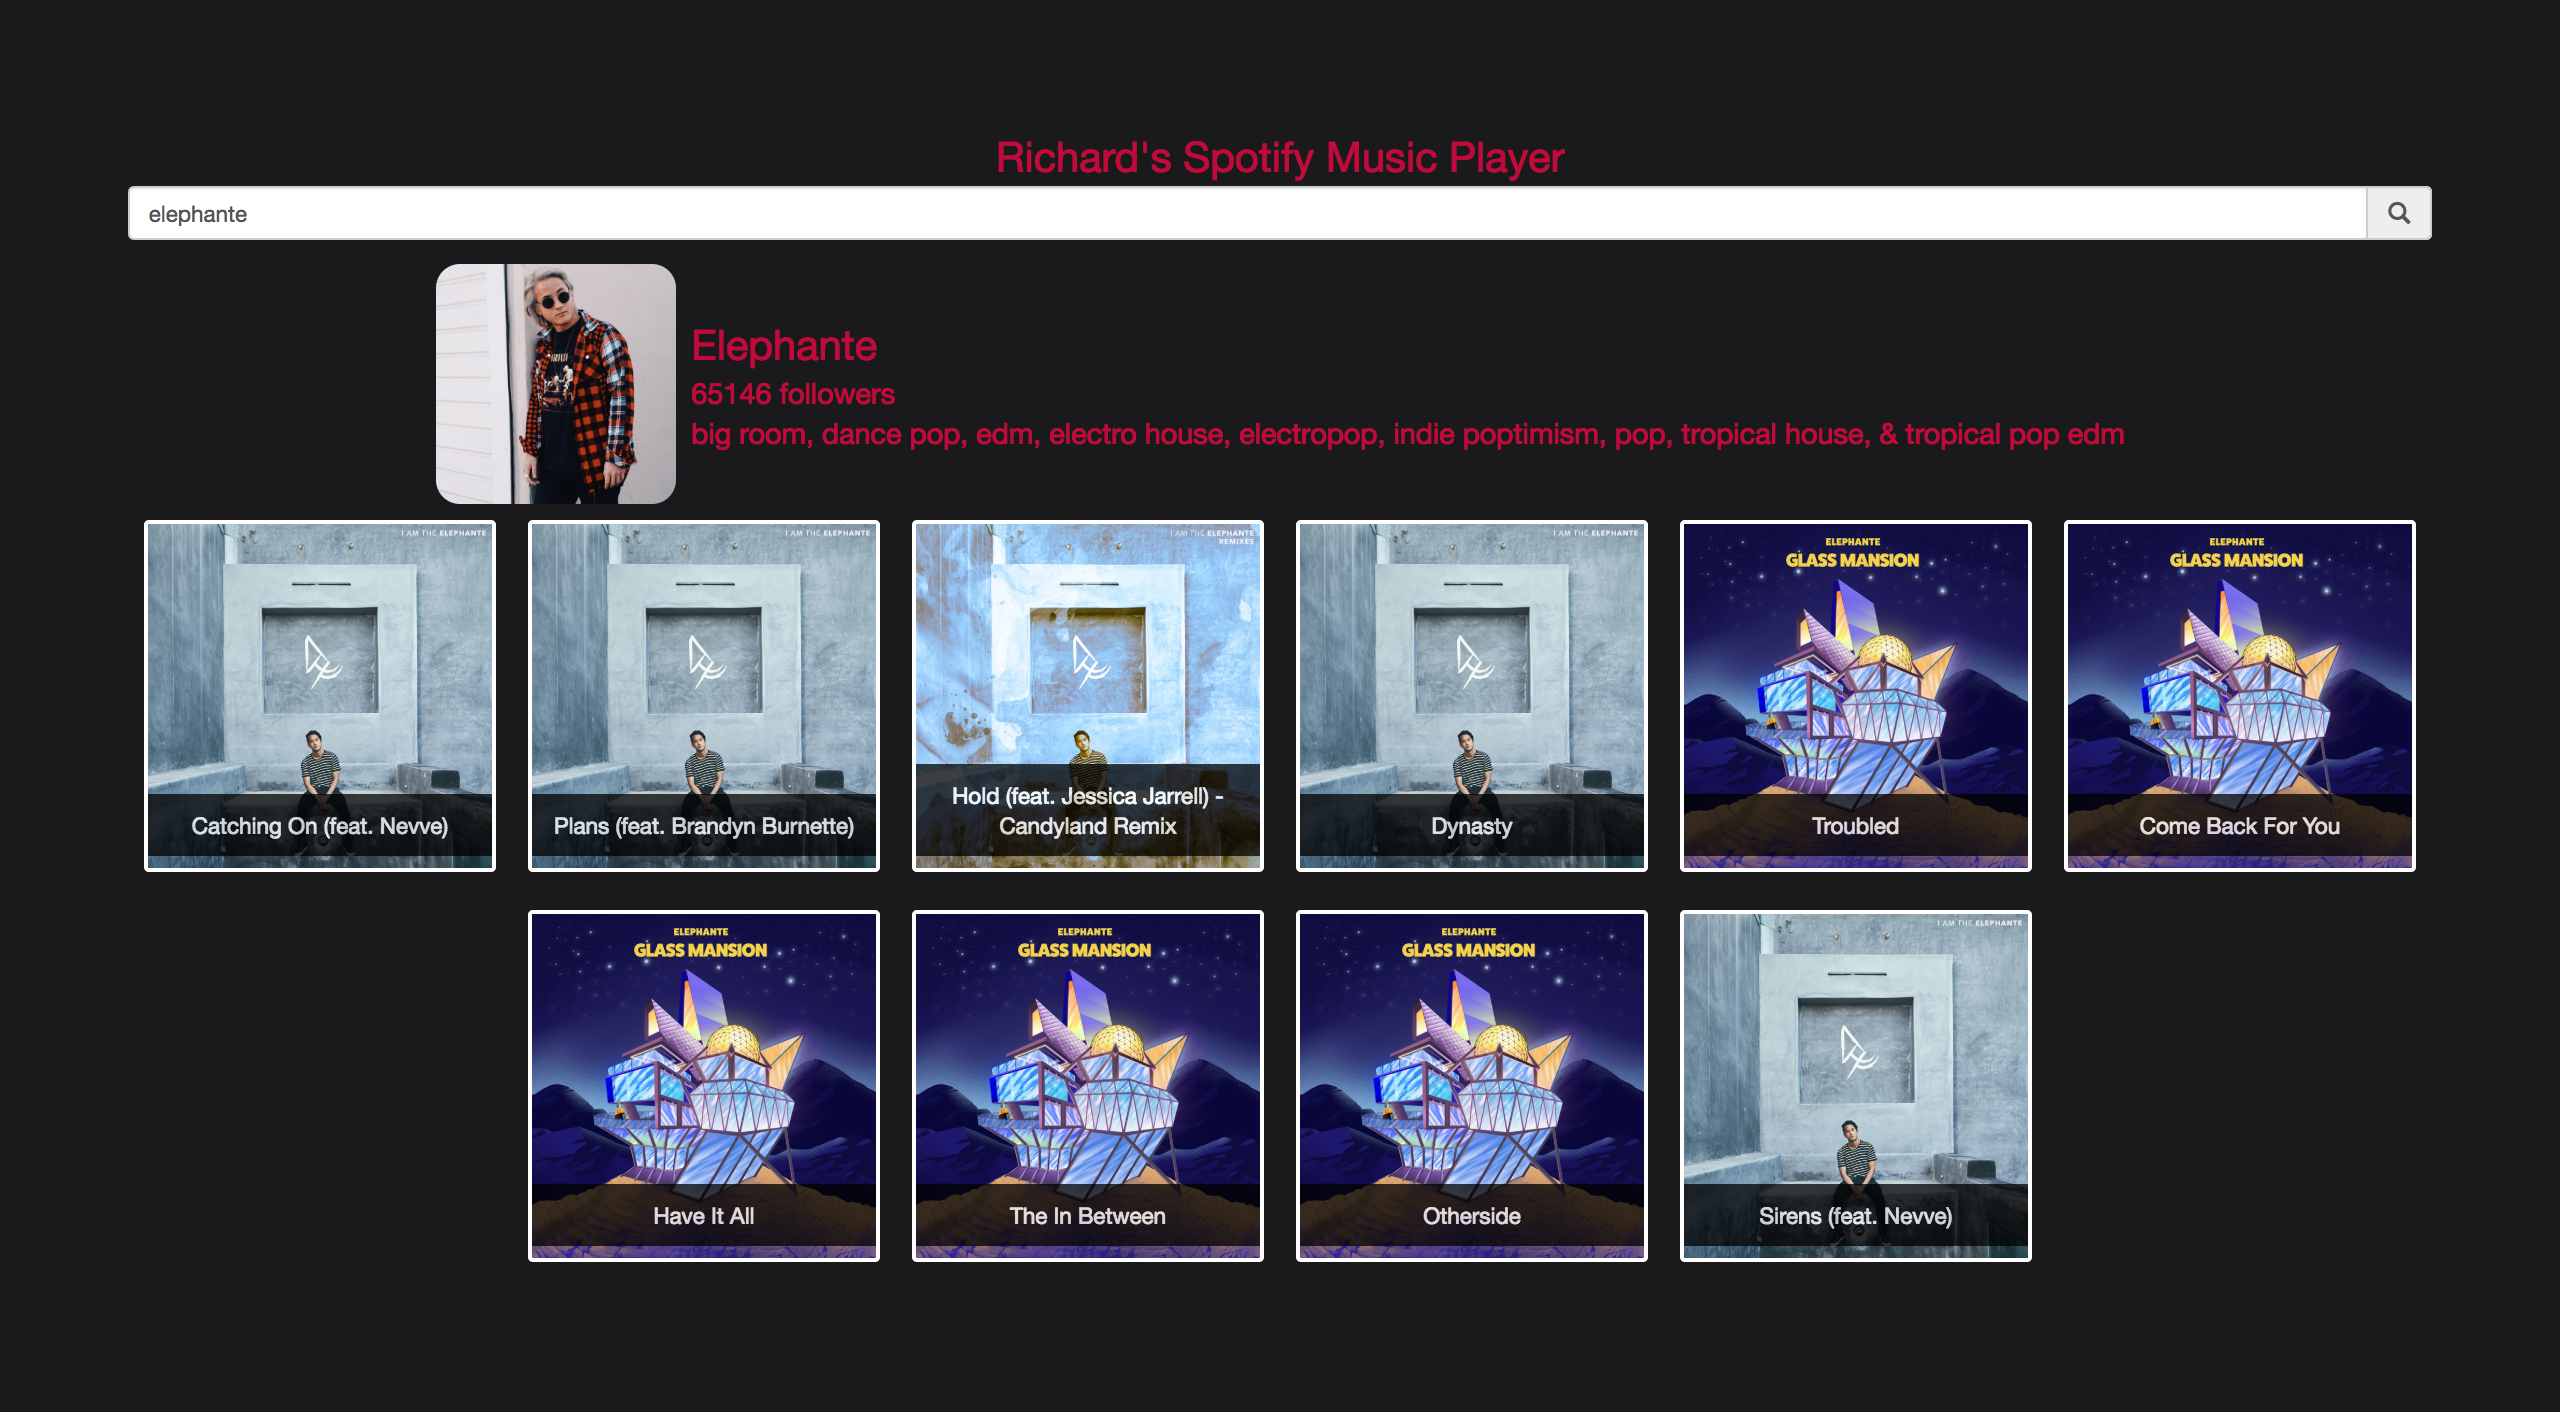 Richard's Spotify Music Player
elephante
Elephante
65146 followers
big room, dance pop, edm, electro house, electropop, indie poptimism, pop, tropical house, & tropical pop edm
I AM THE ELEPHANTE
Catching On (feat. Nevve)
I AM THE ELEPHANTE
Plans (feat. Brandyn Burnette)
I AM THE ELEPHANTE
REMIXES
Hold (feat. Jessica Jarrell) -
Candyland Remix
I AM THE ELEPHANTE
Dynasty
ELEPHANTE
GLASS MANSION
Troubled
ELEPHANTE
GLASS MANSION
Come Back For You
ELEPHANTE
GLASS MANSION
Have It All
ELEPHANTE
GLASS MANSION
The In Between
ELEPHANTE
GLASS MANSION
Otherside
I AM THE ELEPHANTE
Sirens (feat. Nevve)